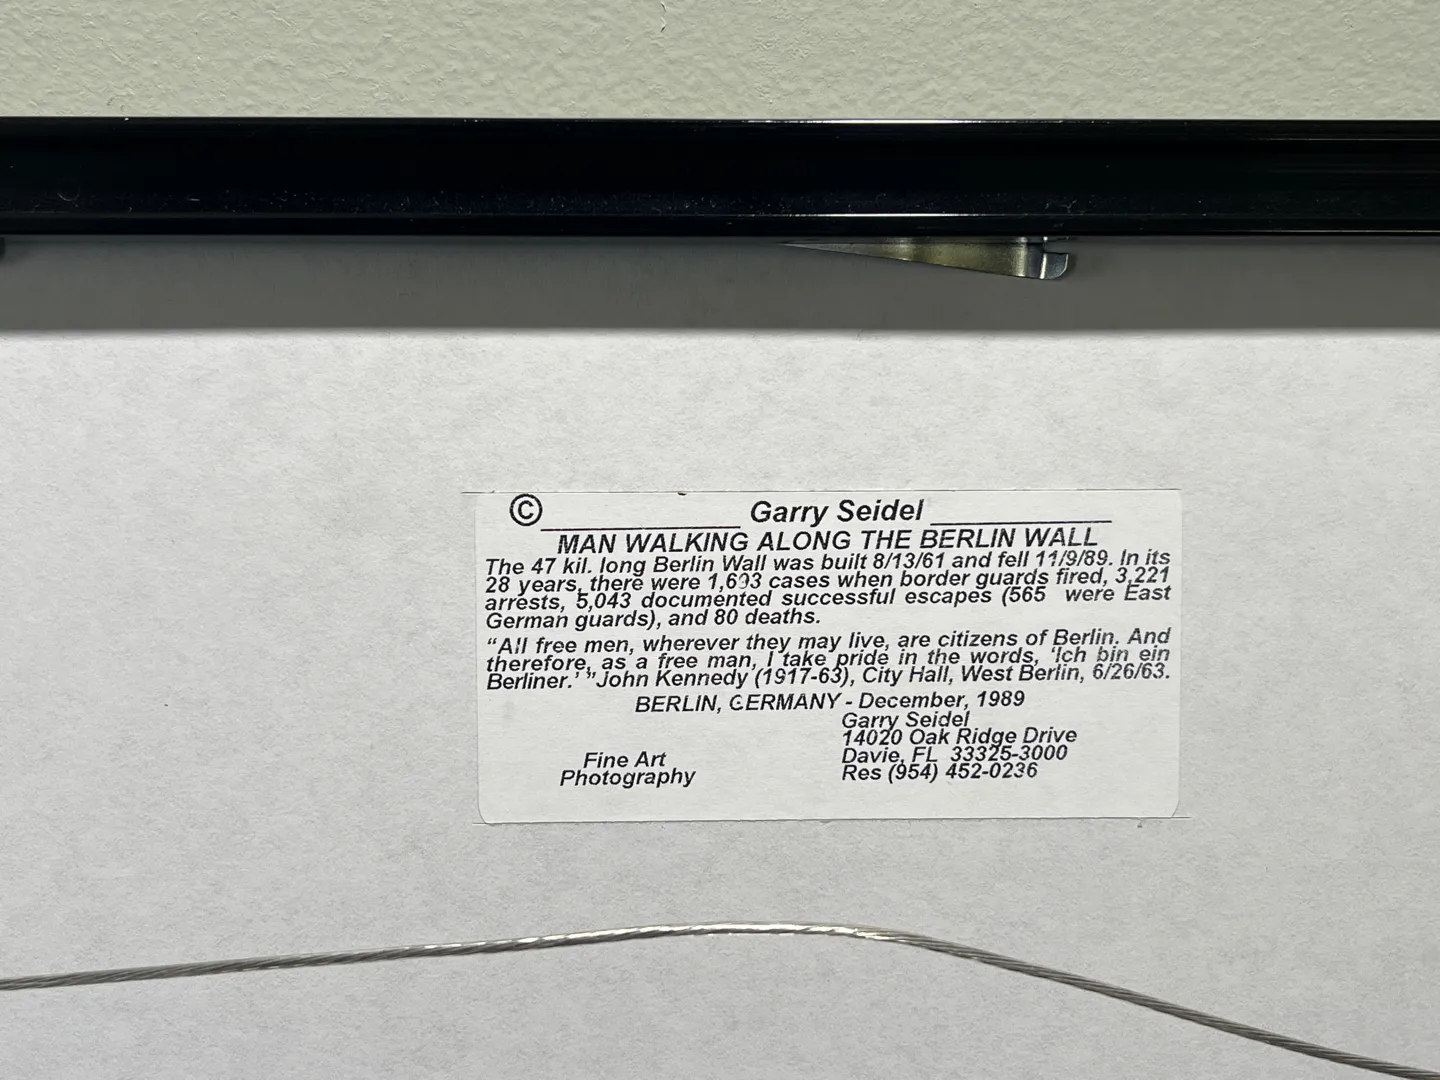 © Garry Seidel
MAN WALKING ALONG THE BERLIN WALL
The 47 kil. long Berlin Wall was built 8/13/61 and fell 11/9/89. In its
28 years, there were 1,693 cases when border guards fired, 3,221
arrests, 5,043 documented successful escapes (565 were East
German guards), and 80 deaths.
“All free men, wherever they may live, are citizens of Berlin. And
therefore, as a free man, I take pride in the words, ‘Ich bin ein
Berliner.’ ”John Kennedy (1917-63), City Hall, West Berlin, 6/26/63.
BERLIN, GERMANY - December, 1989
Garry Seidel
14020 Oak Ridge Drive
Davie, FL 33325-3000
Res (954) 452-0236
Fine Art
Photography